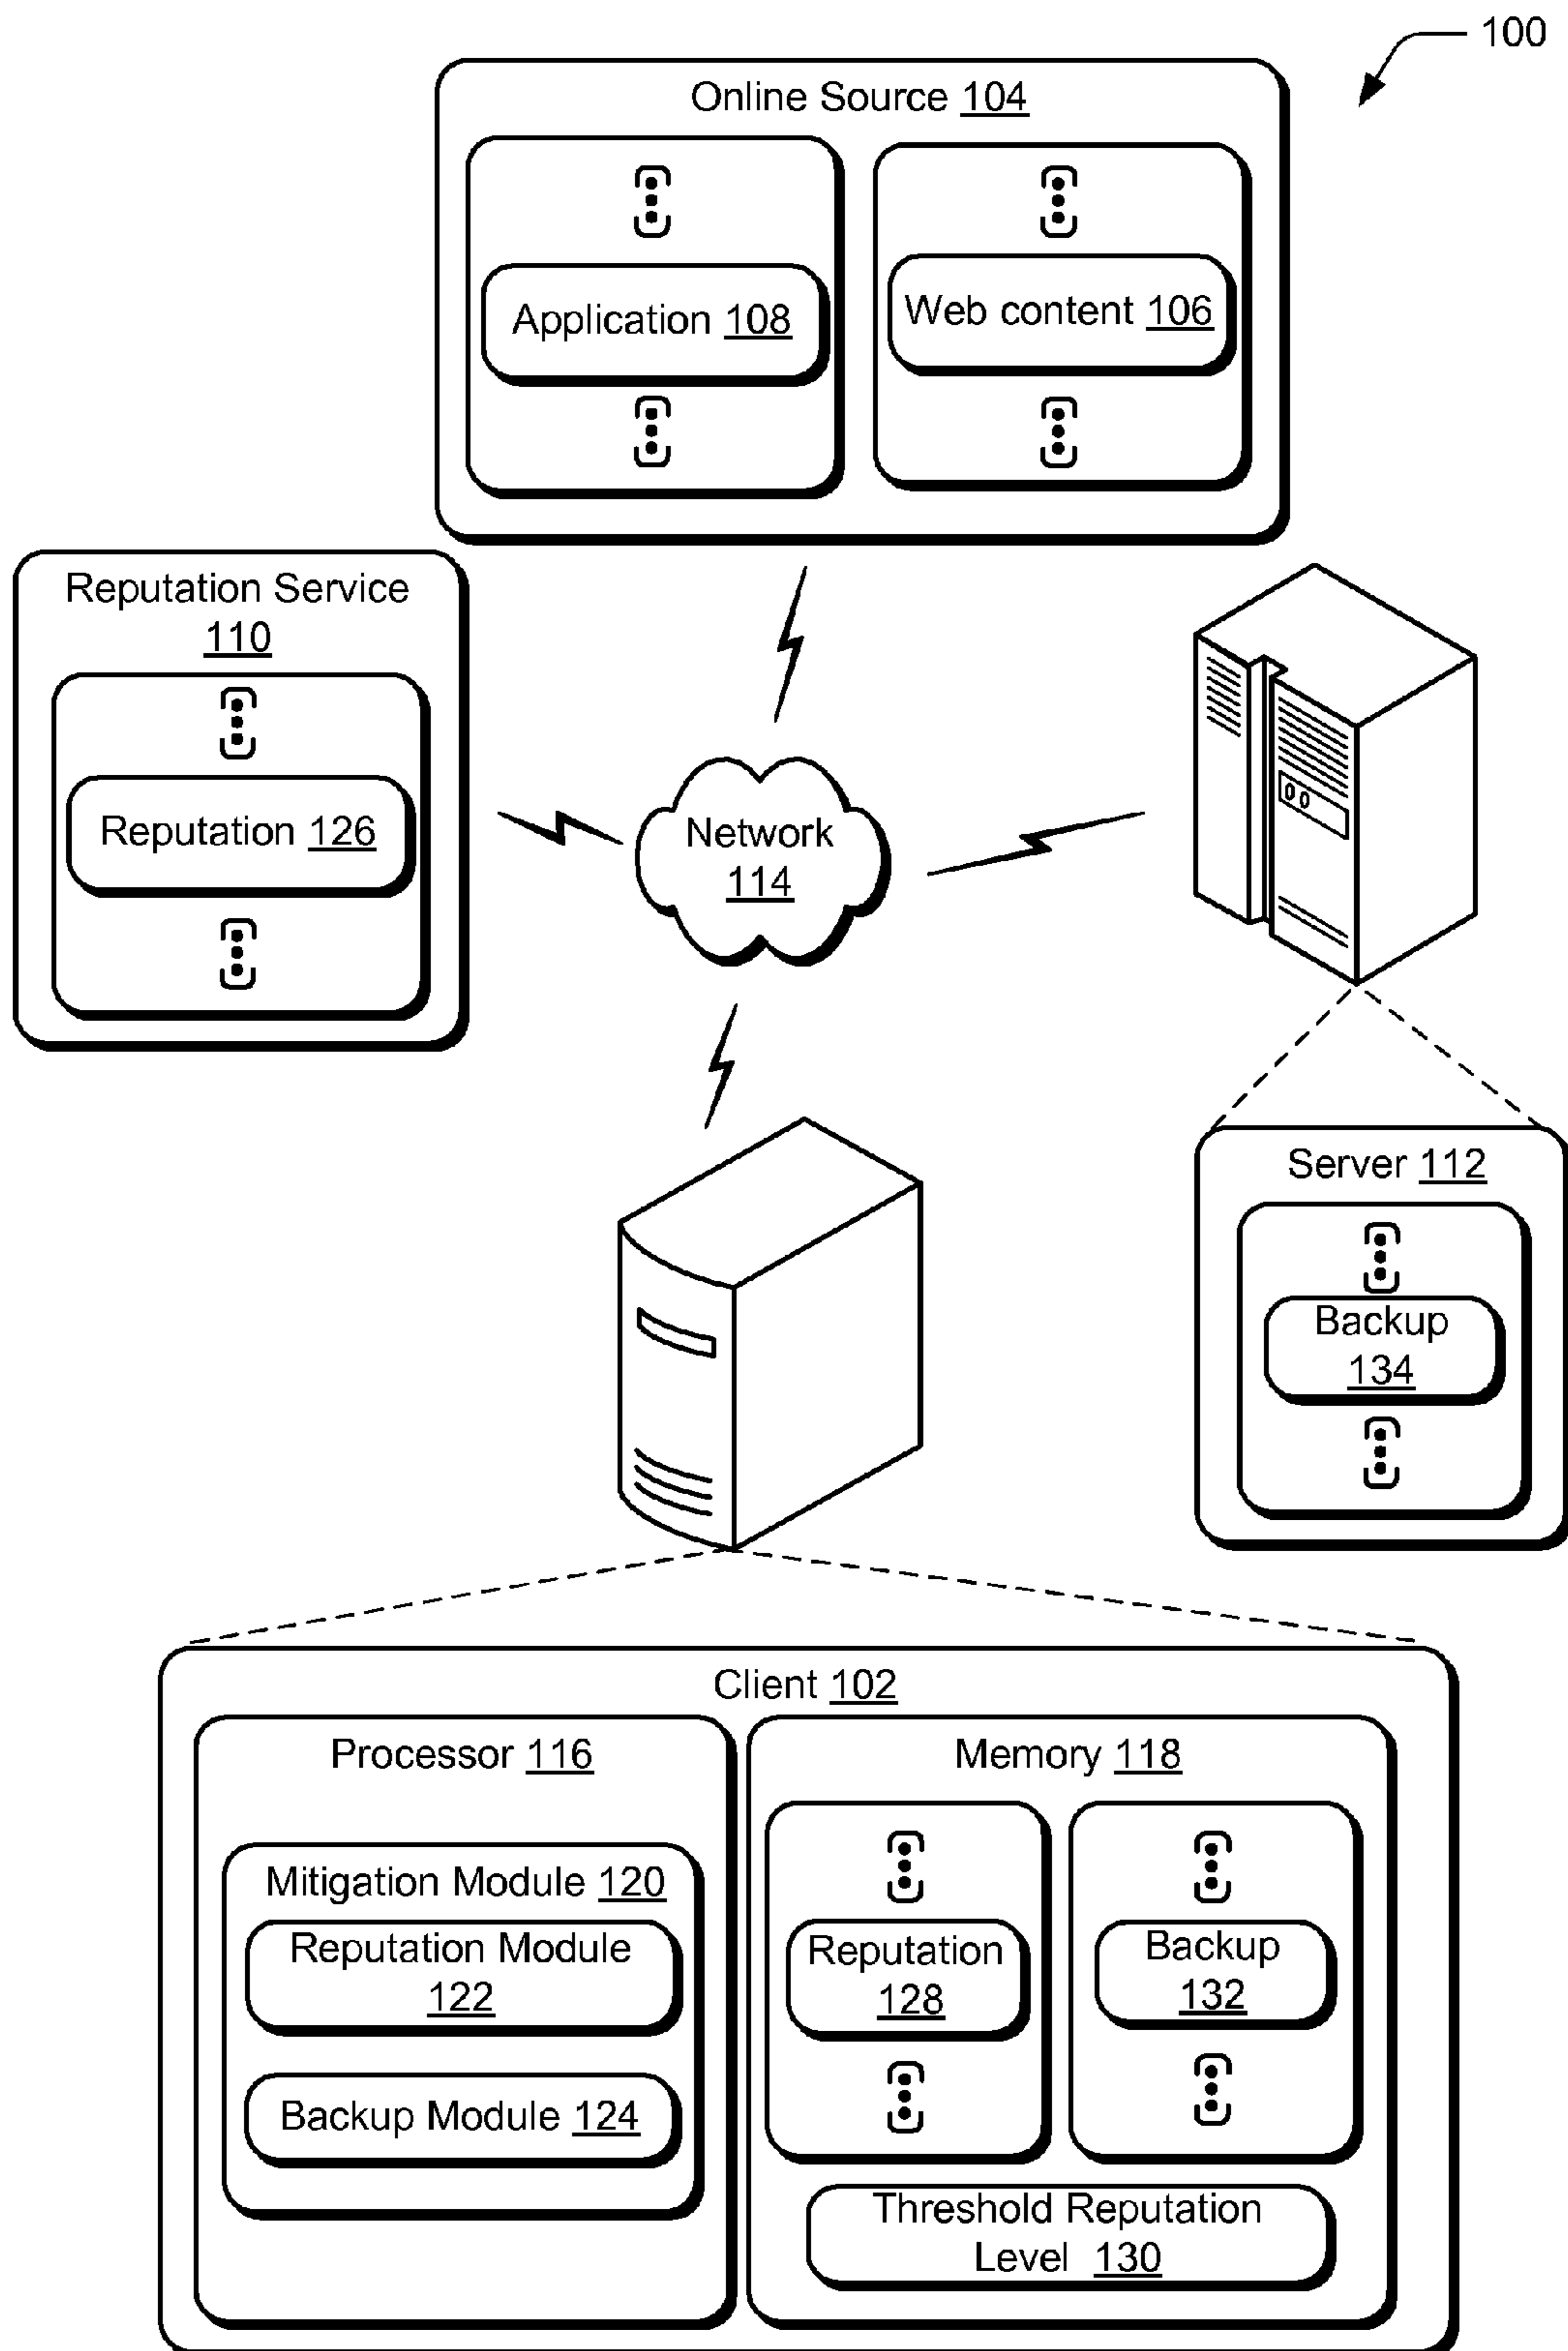 100
Online Source 104
Application 108
Web content 106
Reputation Service
110
Reputation 126
Network
114
Server 112
Backup
134
Client 102
Processor 116
Mitigation Module 120
Reputation Module
122
Backup Module 124
Memory 118
Reputation
128
Backup
132
Threshold Reputation
Level 130